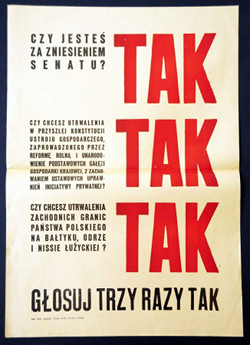 CZY JESTEŚ
ZA ZNIESIENIEM
SENATU?
TAK
CZY CHCESZ UTRWALENIA
W PRZYSZŁEJ KONSTYTUCJI
USTROJU GOSPODARCZEGO,
ZAPROWADZONEGO PRZEZ
REFORMĘ ROLNĄ I UNARODO-
WIENIE PODSTAWOWYCH GAŁĘZI
GOSPODARKI KRAJOWEJ, Z ZACHO-
WANIEM USTAWOWYCH UPRAW-
NIEŃ INICJATYWY PRYWATNEJ?
TAK
CZY CHCESZ UTRWALENIA
ZACHODNICH GRANIC
PAŃSTWA POLSKIEGO
NA BAŁTYKU, ODRZE
I NISSIE ŁUŻYCKIEJ?
TAK
GŁOSUJ TRZY RAZY TAK